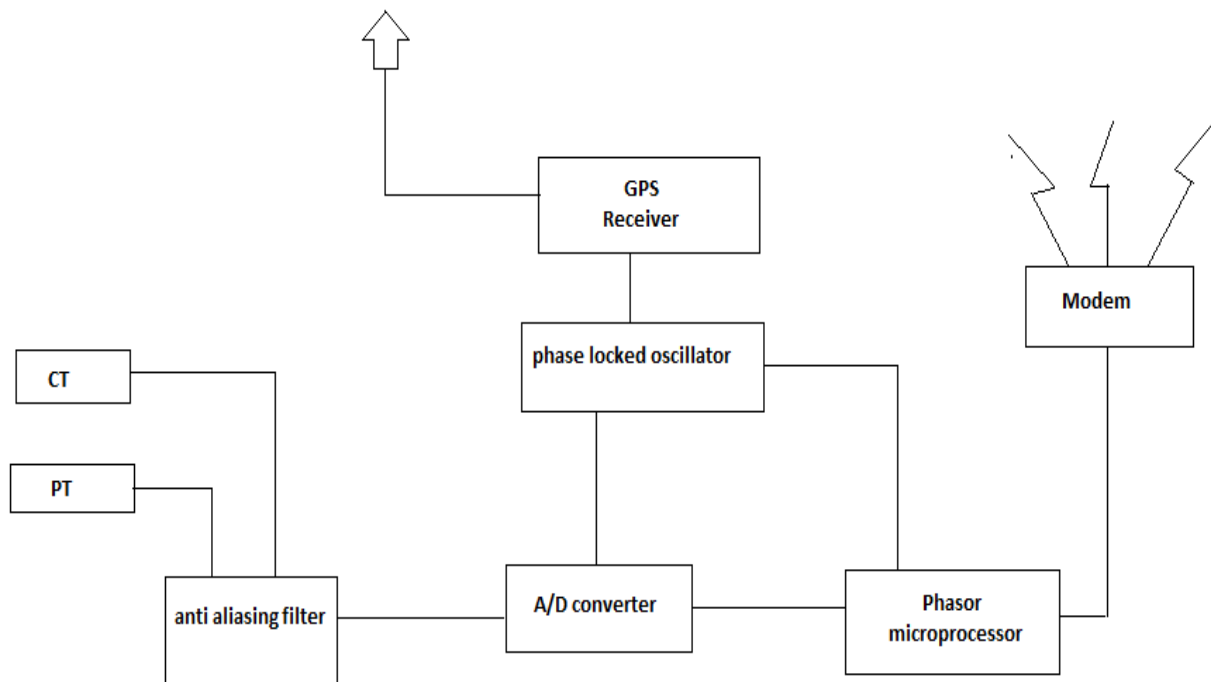 GPS
Receiver
Modem
phase locked oscillator
CT
PT
anti aliasing filter
A/D converter
Phasor
microprocessor